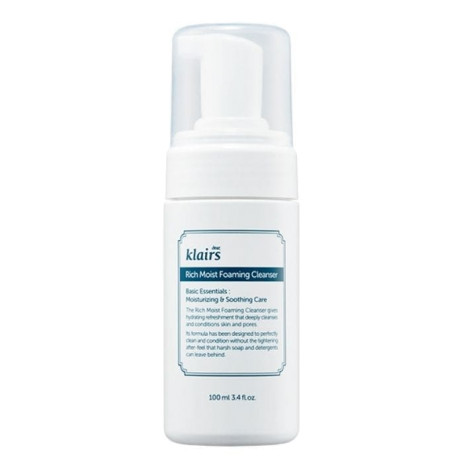 dear,
klairs
Rich Moist Foaming Cleanser
Basic Essentials :
Moisturizing & Soothing Care
The Rich Moist Foaming Cleanser gives
hydrating refreshment that deeply cleanses
and conditions skin and pores.
Its formula has been designed to perfectly
clean and condition without the tightening
after-feel that harsh soap and detergents
can leave behind.
100 ml 3.4 fl.oz.